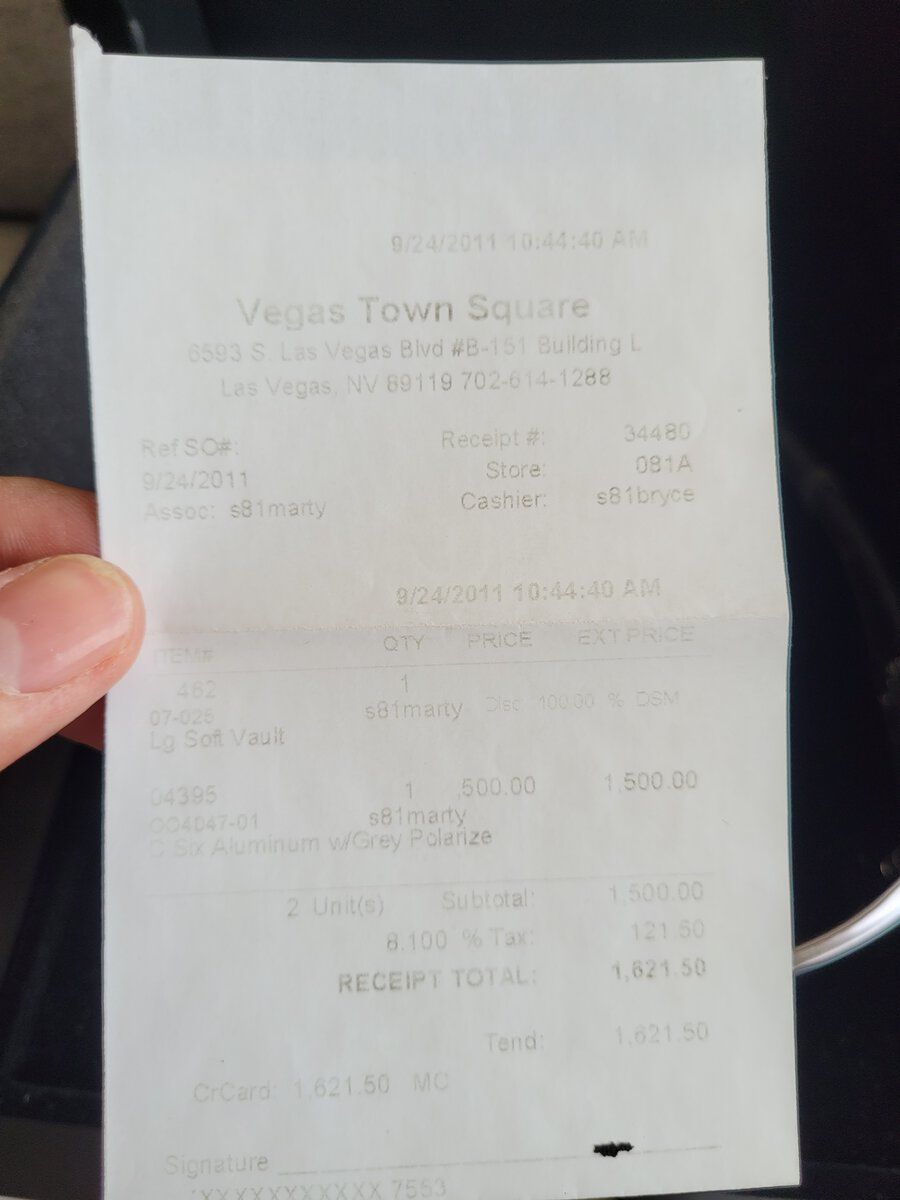 9/24/2011 10:44:40 AM
Vegas Town Square
6593 S. Las Vegas Blvd #B-151 Building L
Las Vegas, NV 89119 702-614-1288
Ref SO#: Receipt #: 34480
9/24/2011 Store: 081A
Assoc: s81marty Cashier: s81bryce
9/24/2011 10:44:40 AM
ITEM# QTY PRICE EXT PRICE
462 1
07-025 s81marty Disc 100.00 % DSM
Lg Soft Vault
04395 1 ,500.00 1,500.00
OO4047-01 s81marty
C Six Aluminum w/Grey Polarize
2 Unit(s) Subtotal: 1,500.00
8.100 % Tax: 121.50
RECEIPT TOTAL: 1,621.50
Tend: 1,621.50
CrCard: 1,621.50 MC
Signature
XXXXXXXXXXX 7553